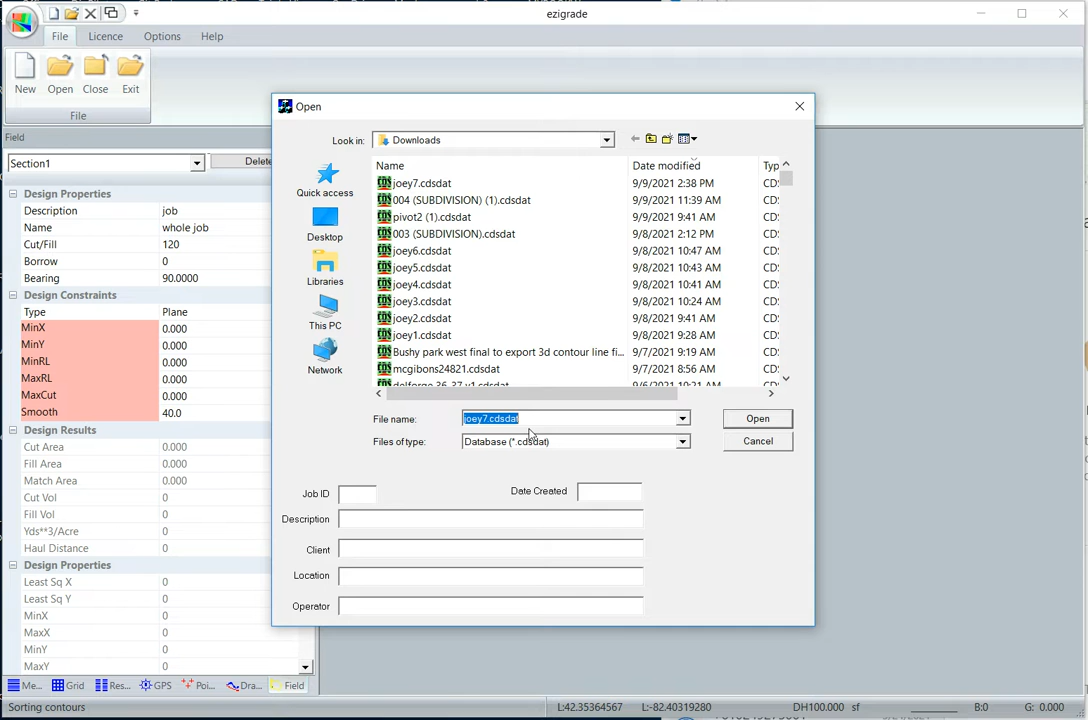 ezigrade
File Licence Options Help
New Open Close Exit
File
Field
Section1 Delete
Design Properties
Description job
Name whole job
Cut/Fill 120
Borrow 0
Bearing 90.0000
Design Constraints
Type Plane
MinX 0.000
MinY 0.000
MinRL 0.000
MaxRL 0.000
MaxCut 0.000
Smooth 40.0
Design Results
Cut Area 0.000
Fill Area 0.000
Match Area 0.000
Cut Vol 0
Fill Vol 0
Yds**3/Acre 0
Haul Distance 0
Design Properties
Least Sq X 0
Least Sq Y 0
MinX 0
MaxX 0
MinY 0
MaxY 0
Me... Grid Res... GPS Poi... Dra... Field
Sorting contours L:42.35364567 L:-82.40319280 DH100.000 sf B:0 G: 0.000
Open
Look in: Downloads
Quick access
Desktop
Libraries
This PC
Network
Name Date modified Typ
joey7.cdsdat 9/9/2021 2:38 PM CD
004 (SUBDIVISION) (1).cdsdat 9/9/2021 11:39 AM CD
pivot2 (1).cdsdat 9/9/2021 9:41 AM CD
003 (SUBDIVISION).cdsdat 9/8/2021 2:12 PM CD
joey6.cdsdat 9/8/2021 10:47 AM CD
joey5.cdsdat 9/8/2021 10:43 AM CD
joey4.cdsdat 9/8/2021 10:41 AM CD
joey3.cdsdat 9/8/2021 10:24 AM CD
joey2.cdsdat 9/8/2021 9:41 AM CD
joey1.cdsdat 9/8/2021 9:28 AM CD
Bushy park west final to export 3d contour line fi... 9/7/2021 9:19 AM CD
mcgibons24821.cdsdat 9/7/2021 8:56 AM CD
delforge 36-37 v1.cdsdat 9/6/2021 10:21 AM CD
File name: joey7.cdsdat Open
Files of type: Database (*.cdsdat) Cancel
Job ID Date Created
Description
Client
Location
Operator